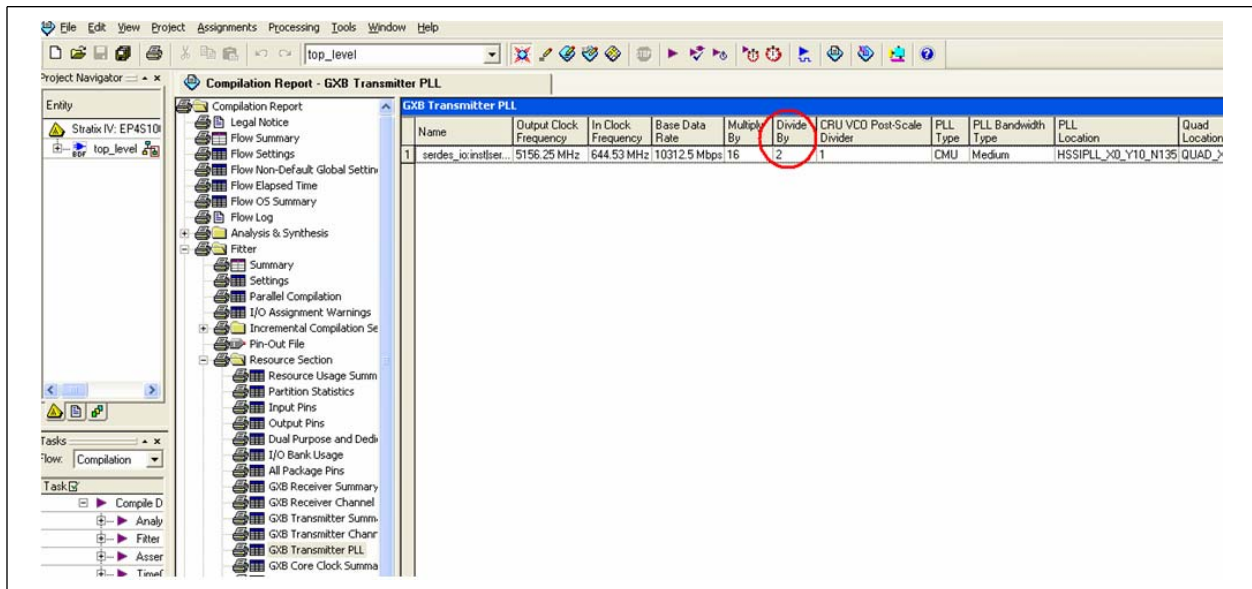 File Edit View Project Assignments Processing Tools Window Help
top_level
Project Navigator
Compilation Report - GXB Transmitter PLL
Entity
Stratix IV: EP4S10
top_level
Compilation Report
Legal Notice
Flow Summary
Flow Settings
Flow Non-Default Global Settin
Flow Elapsed Time
Flow OS Summary
Flow Log
Analysis & Synthesis
Fitter
Summary
Settings
Parallel Compilation
I/O Assignment Warnings
Incremental Compilation Se
Pin-Out File
Resource Section
Resource Usage Summ
Partition Statistics
Input Pins
Output Pins
Dual Purpose and Dedi
I/O Bank Usage
All Package Pins
GXB Receiver Summary
GXB Receiver Channel
GXB Transmitter Summ
GXB Transmitter Chanr
GXB Transmitter PLL
GXB Core Clock Summa
GXB Transmitter PLL
Name Output Clock Frequency In Clock Frequency Base Data Rate Multiply By Divide By CRU VCO Post-Scale Divider PLL Type PLL Bandwidth Type PLL Location Quad Location
1 serdes_io:inst|ser... 5156.25 MHz 644.53 MHz 10312.5 Mbps 16 2 1 CMU Medium HSSIPLL_X0_Y10_N135 QUAD_X
Tasks
Flow: Compilation
Task
Compile D
Analy
Fitter
Asser
TimeC